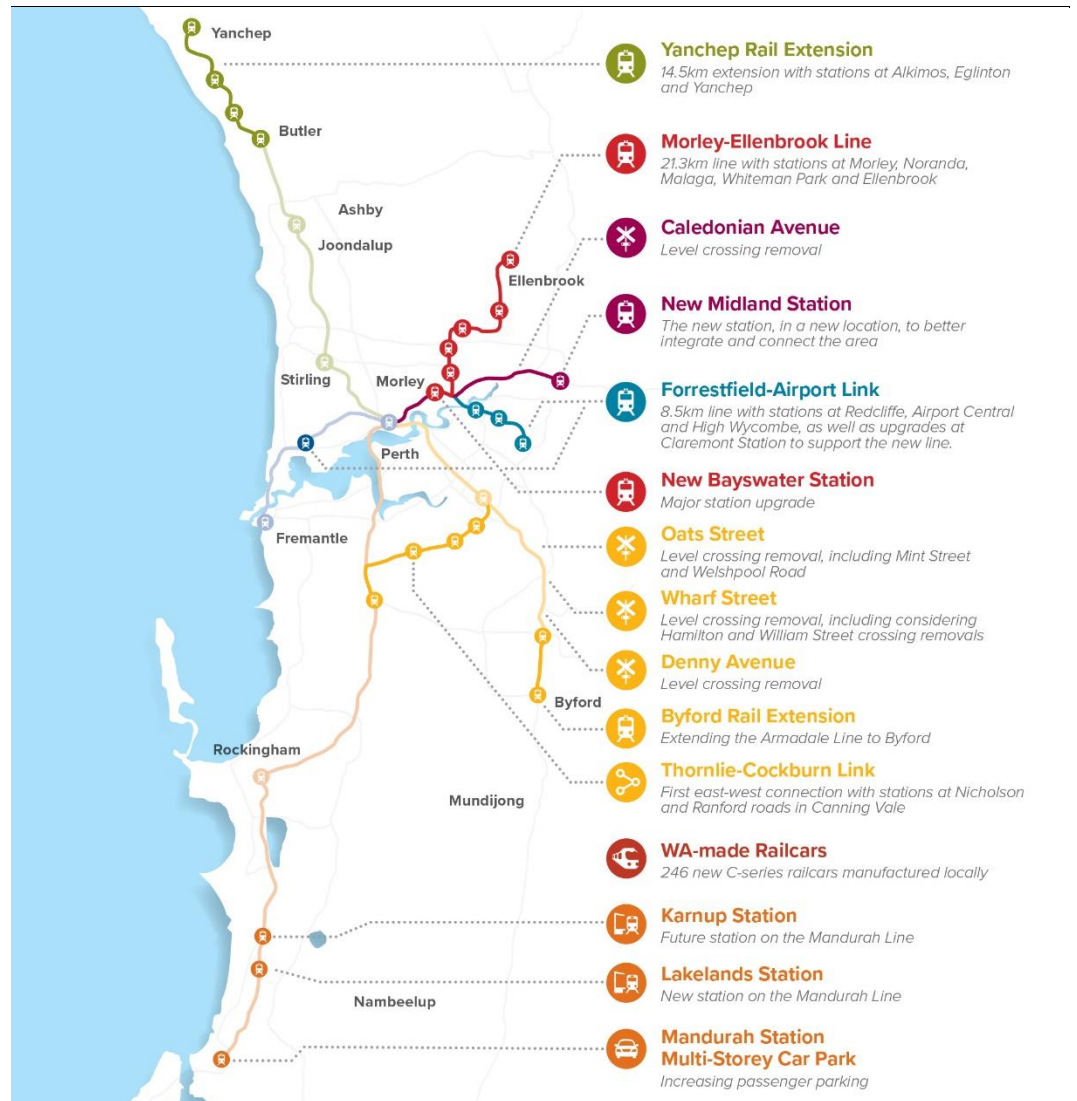 Yanchep
Butler
Ashby
Joondalup
Ellenbrook
Stirling
Morley
Perth
Fremantle
Byford
Rockingham
Mundijong
Nambeelup
Yanchep Rail Extension
14.5km extension with stations at Alkimos, Eglinton
and Yanchep
Morley-Ellenbrook Line
21.3km line with stations at Morley, Noranda,
Malaga, Whiteman Park and Ellenbrook
Caledonian Avenue
Level crossing removal
New Midland Station
The new station, in a new location, to better
integrate and connect the area
Forrestfield-Airport Link
8.5km line with stations at Redcliffe, Airport Central
and High Wycombe, as well as upgrades at
Claremont Station to support the new line.
New Bayswater Station
Major station upgrade
Oats Street
Level crossing removal, including Mint Street
and Welshpool Road
Wharf Street
Level crossing removal, including considering
Hamilton and William Street crossing removals
Denny Avenue
Level crossing removal
Byford Rail Extension
Extending the Armadale Line to Byford
Thornlie-Cockburn Link
First east-west connection with stations at Nicholson
and Ranford roads in Canning Vale
WA-made Railcars
246 new C-series railcars manufactured locally
Karnup Station
Future station on the Mandurah Line
Lakelands Station
New station on the Mandurah Line
Mandurah Station
Multi-Storey Car Park
Increasing passenger parking